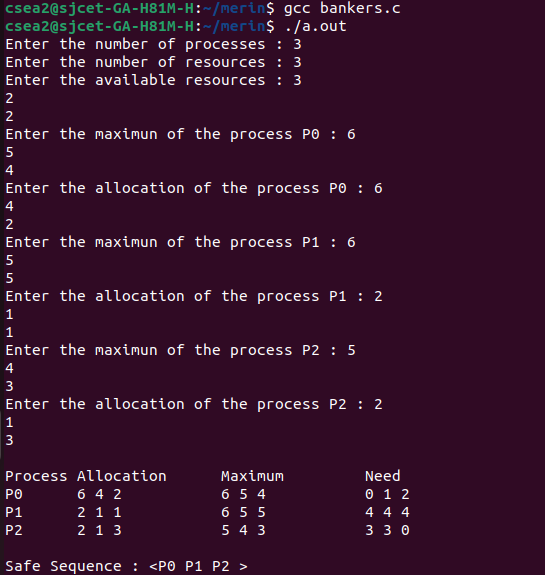 csea2@sjcet-GA-H81M-H:~/merin$ gcc bankers.c
csea2@sjcet-GA-H81M-H:~/merin$ ./a.out
Enter the number of processes : 3
Enter the number of resources : 3
Enter the available resources : 3
2
2
Enter the maximun of the process P0 : 6
5
4
Enter the allocation of the process P0 : 6
4
2
Enter the maximun of the process P1 : 6
5
5
Enter the allocation of the process P1 : 2
1
1
Enter the maximun of the process P2 : 5
4
3
Enter the allocation of the process P2 : 2
1
3
Process Allocation Maximum Need
P0 6 4 2 6 5 4 0 1 2
P1 2 1 1 6 5 5 4 4 4
P2 2 1 3 5 4 3 3 3 0
Safe Sequence : <P0 P1 P2 >